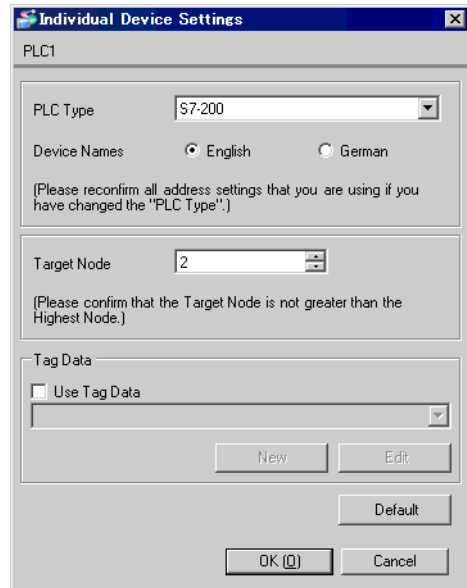 Individual Device Settings
PLC1
PLC Type
S7-200
Device Names
English
German
(Please reconfirm all address settings that you are using if you
have changed the "PLC Type".)
Target Node
2
(Please confirm that the Target Node is not greater than the
Highest Node.)
Tag Data
Use Tag Data
New
Edit
Default
OK (O)
Cancel